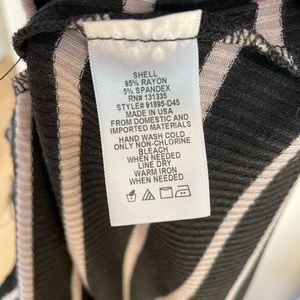 SHELL
95% RAYON
5% SPANDEX
RN# 131335
STYLE# 91895-D45
MADE IN USA
FROM DOMESTIC AND
IMPORTED MATERIALS
HAND WASH COLD
ONLY NON-CHLORINE
BLEACH
WHEN NEEDED
LINE DRY
WARM IRON
WHEN NEEDED